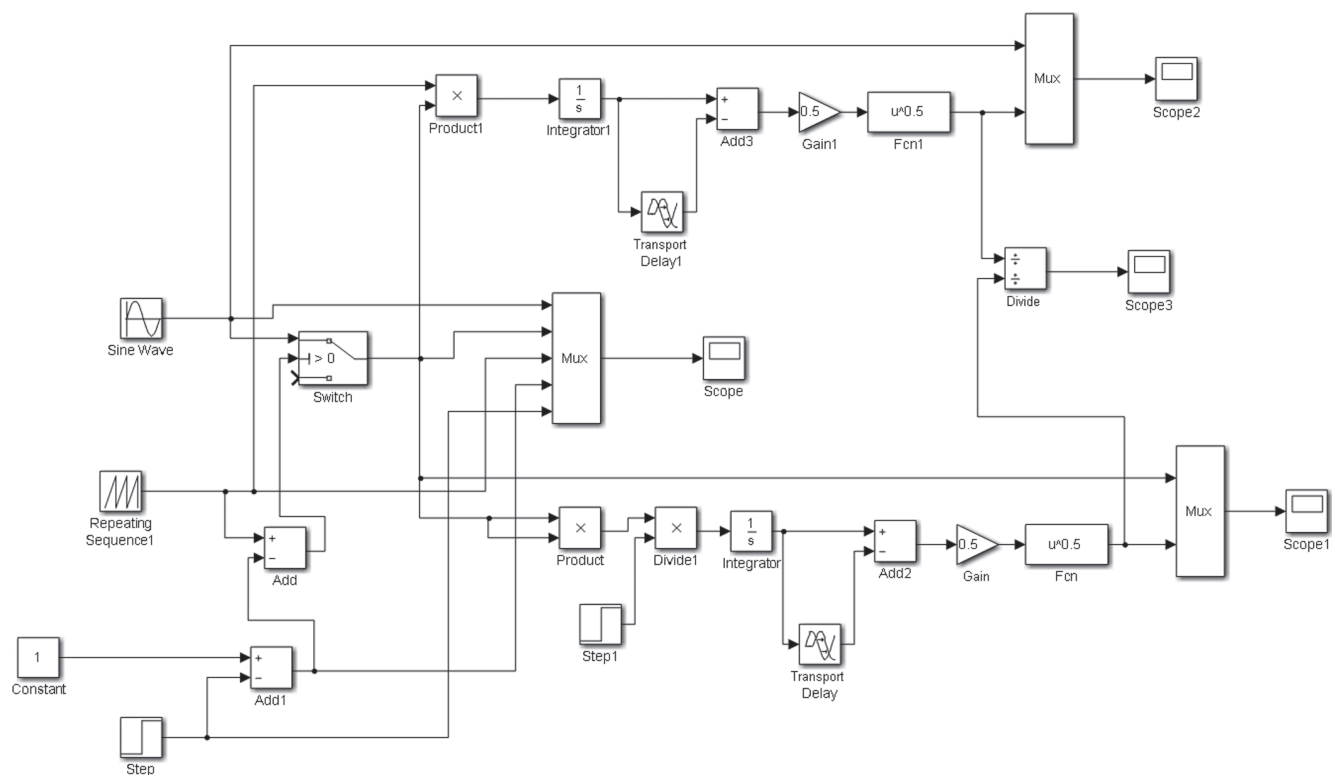 Mux
Scope2
×
Product1
1
s
Integrator1
+
−
Add3
0.5
Gain1
u^0.5
Fcn1
Transport
Delay1
÷
÷
Divide
Scope3
Sine Wave
> 0
Switch
Mux
Scope
Repeating
Sequence1
+
−
Add
×
Product
×
Divide1
1
s
Integrator
+
−
Add2
0.5
Gain
u^0.5
Fcn
Mux
Scope1
Step1
Transport
Delay
1
Constant
+
−
Add1
Step